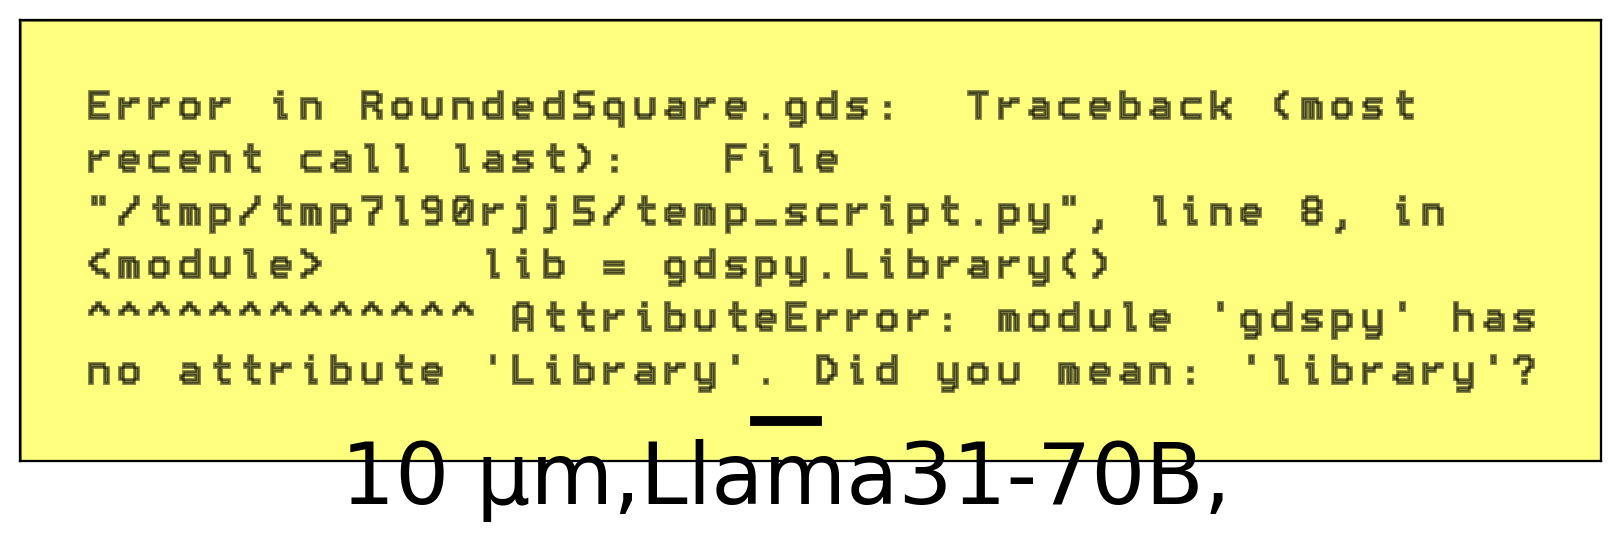 Error in RoundedSquare.gds:  Traceback (most
recent call last):   File
"/tmp/tmp7l90rjj5/temp_script.py", line 8, in
<module>     lib = gdspy.Library()
^^^^^^^^^^^^^ AttributeError: module 'gdspy' has
no attribute 'Library'. Did you mean: 'library'?
10 µm,Llama31-70B,